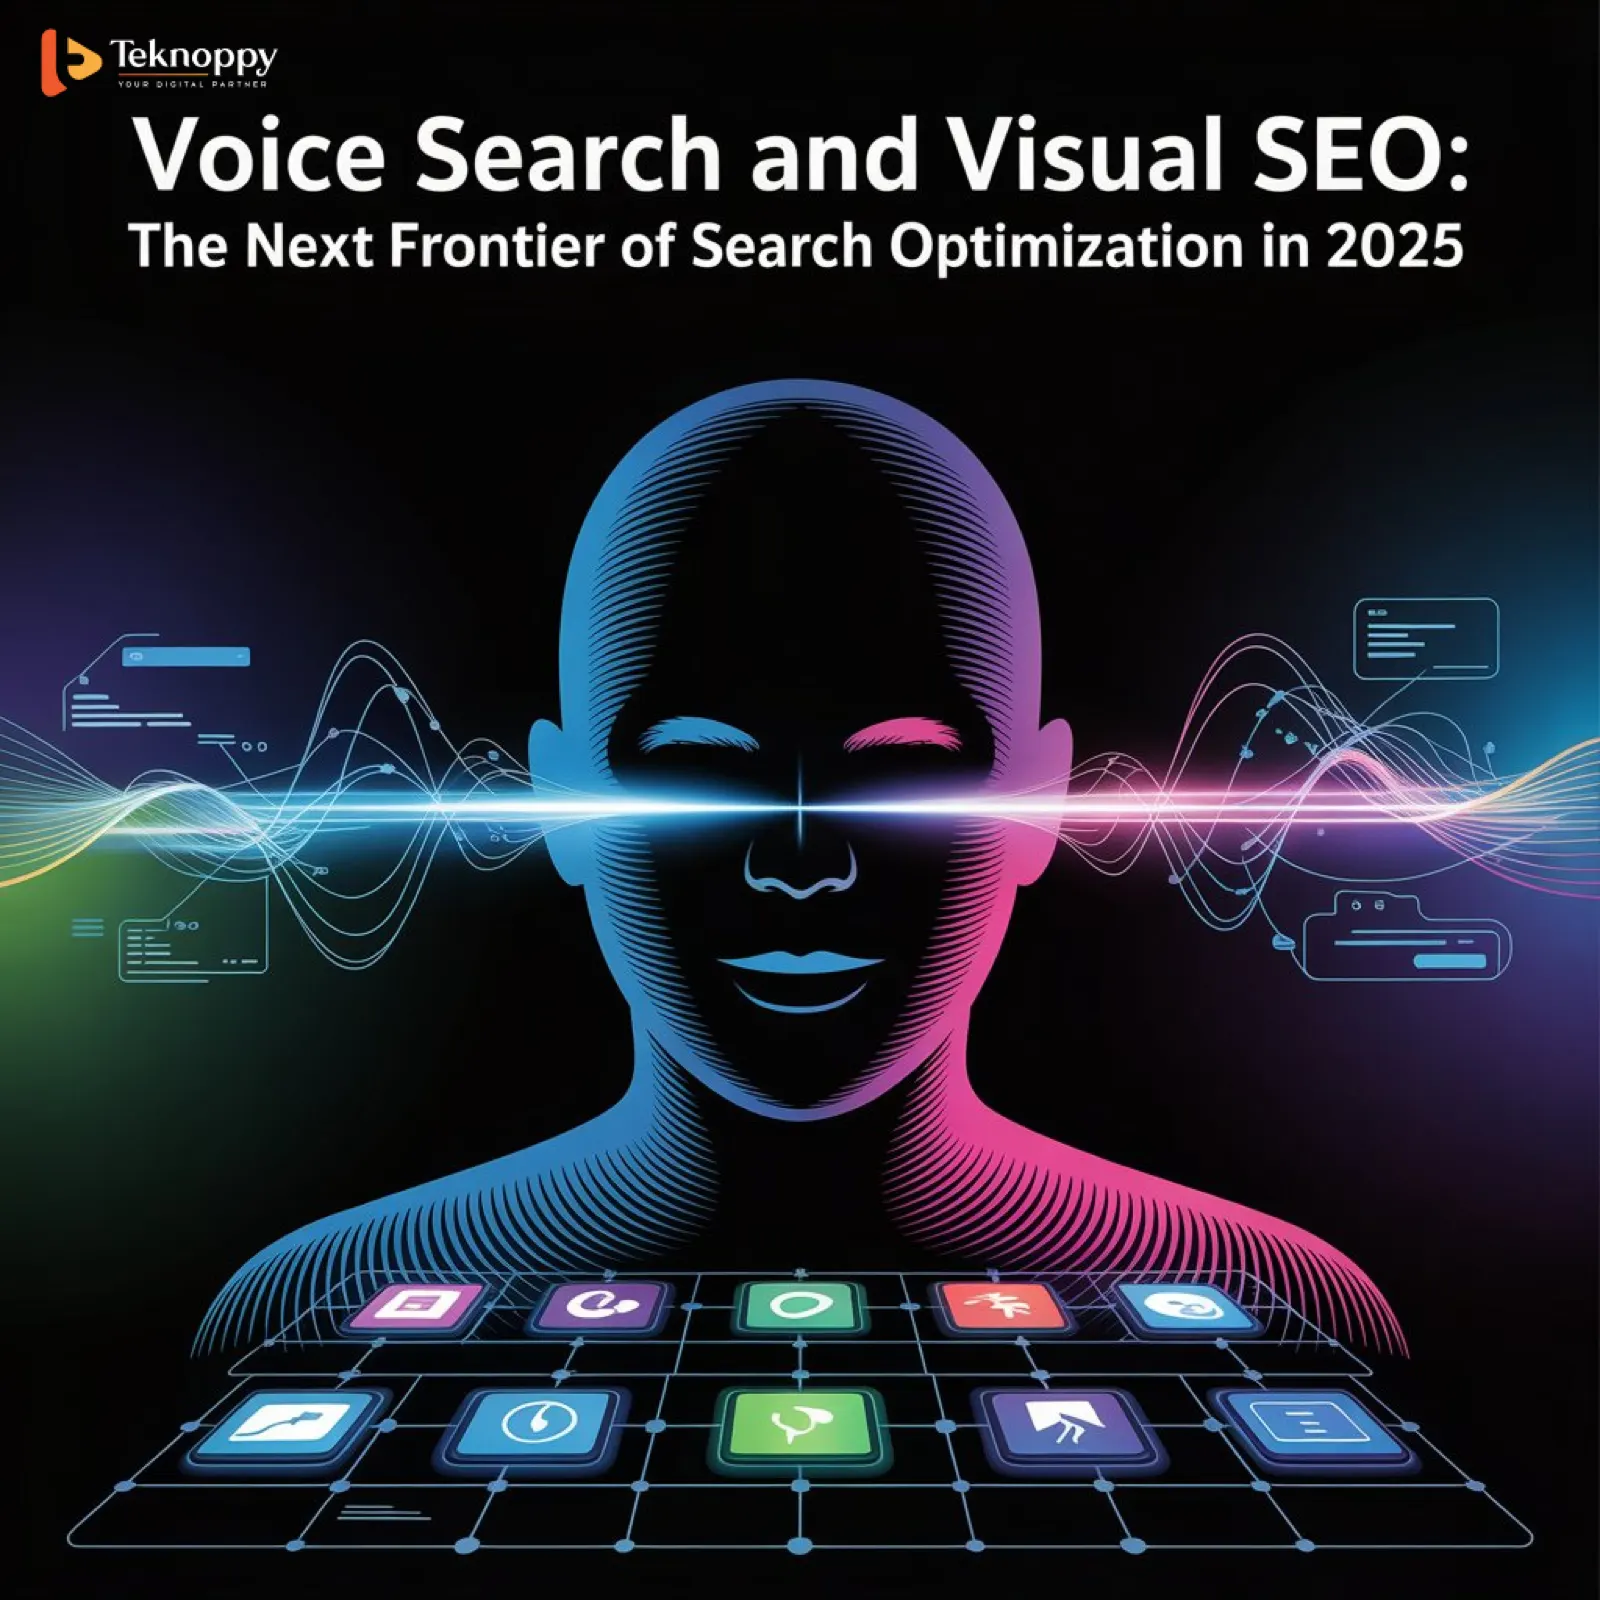 Teknoppy
YOUR DIGITAL PARTNER
Voice Search and Visual SEO:
The Next Frontier of Search Optimization in 2025